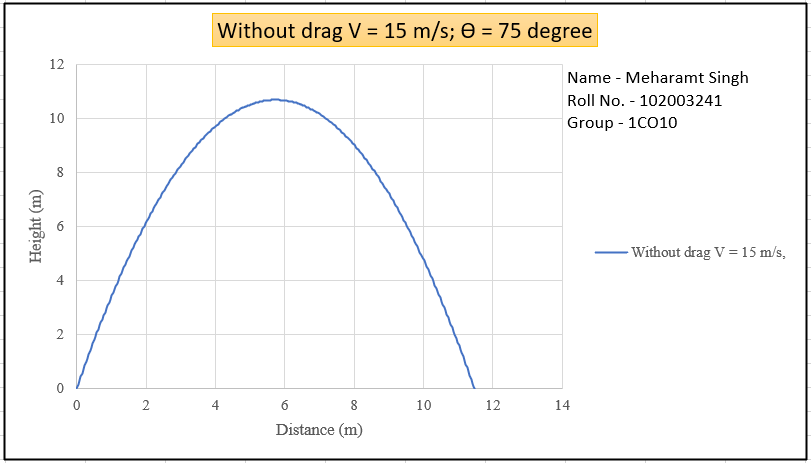 Without drag V = 15 m/s; Ɵ = 75 degree
Name - Meharamt Singh
Roll No. - 102003241
Group - 1CO10
12
10
8
6
4
2
0
Height (m)
0 2 4 6 8 10 12 14
Distance (m)
Without drag V = 15 m/s,